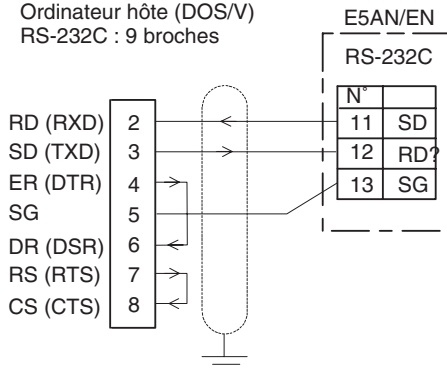 Ordinateur hôte (DOS/V)
RS-232C : 9 broches
E5AN/EN
RS-232C
N°
RD (RXD) 2
11 SD
SD (TXD) 3
12 RD?
ER (DTR) 4
13 SG
SG 5
DR (DSR) 6
RS (RTS) 7
CS (CTS) 8